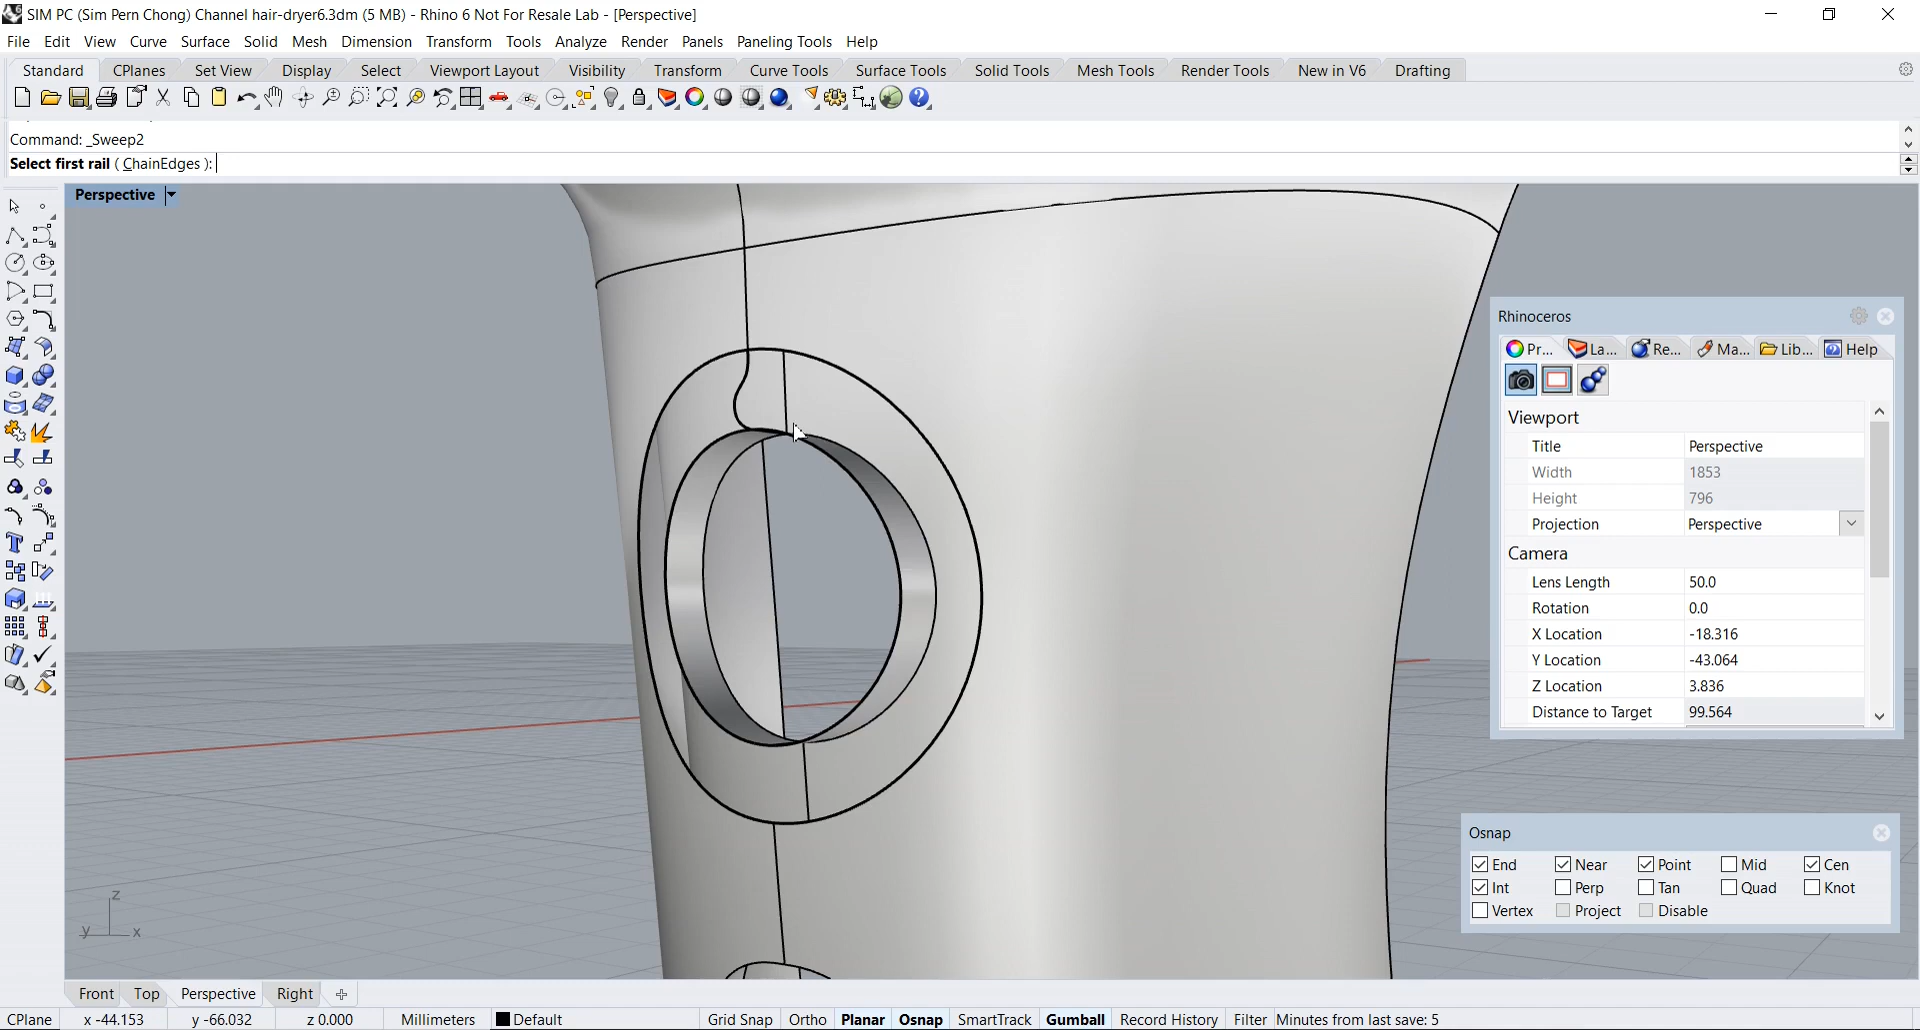 SIM PC (Sim Pern Chong) Channel hair-dryer6.3dm (5 MB) - Rhino 6 Not For Resale Lab - [Perspective]
File Edit View Curve Surface Solid Mesh Dimension Transform Tools Analyze Render Panels Paneling Tools Help
Standard CPlanes Set View Display Select Viewport Layout Visibility Transform Curve Tools Surface Tools Solid Tools Mesh Tools Render Tools New in V6 Drafting
Command: _Sweep2
Select first rail ( ChainEdges ):
Perspective
Rhinoceros
Pr... La... Re... Ma... Lib... Help
Viewport
Title Perspective
Width 1853
Height 796
Projection Perspective
Camera
Lens Length 50.0
Rotation 0.0
X Location -18.316
Y Location -43.064
Z Location 3.836
Distance to Target 99.564
Osnap
End Near Point Mid Cen
Int Perp Tan Quad Knot
Vertex Project Disable
z
y x
Front Top Perspective Right
CPlane x -44.153 y -66.032 z 0.000 Millimeters Default Grid Snap Ortho Planar Osnap SmartTrack Gumball Record History Filter Minutes from last save: 5